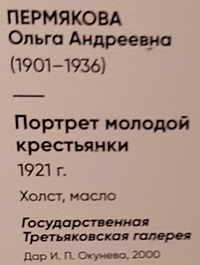 ПЕРМЯКОВА
Ольга Андреевна
(1901–1936)
Портрет молодой
крестьянки
1921 г.
Холст, масло
Государственная
Третьяковская галерея
Дар И. П. Окунева, 2000